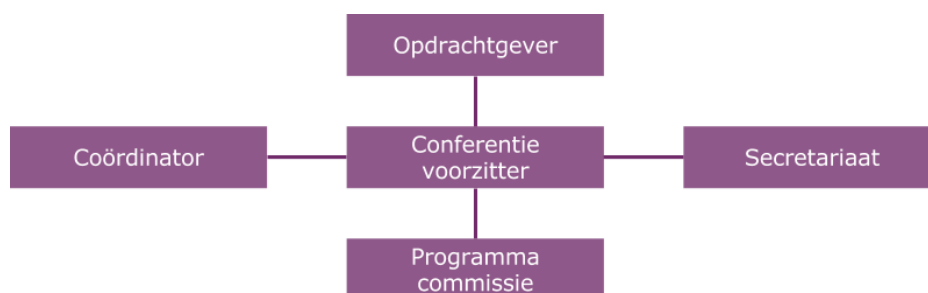 Opdrachtgever
Coördinator
Conferentie
voorzitter
Secretariaat
Programma
commissie